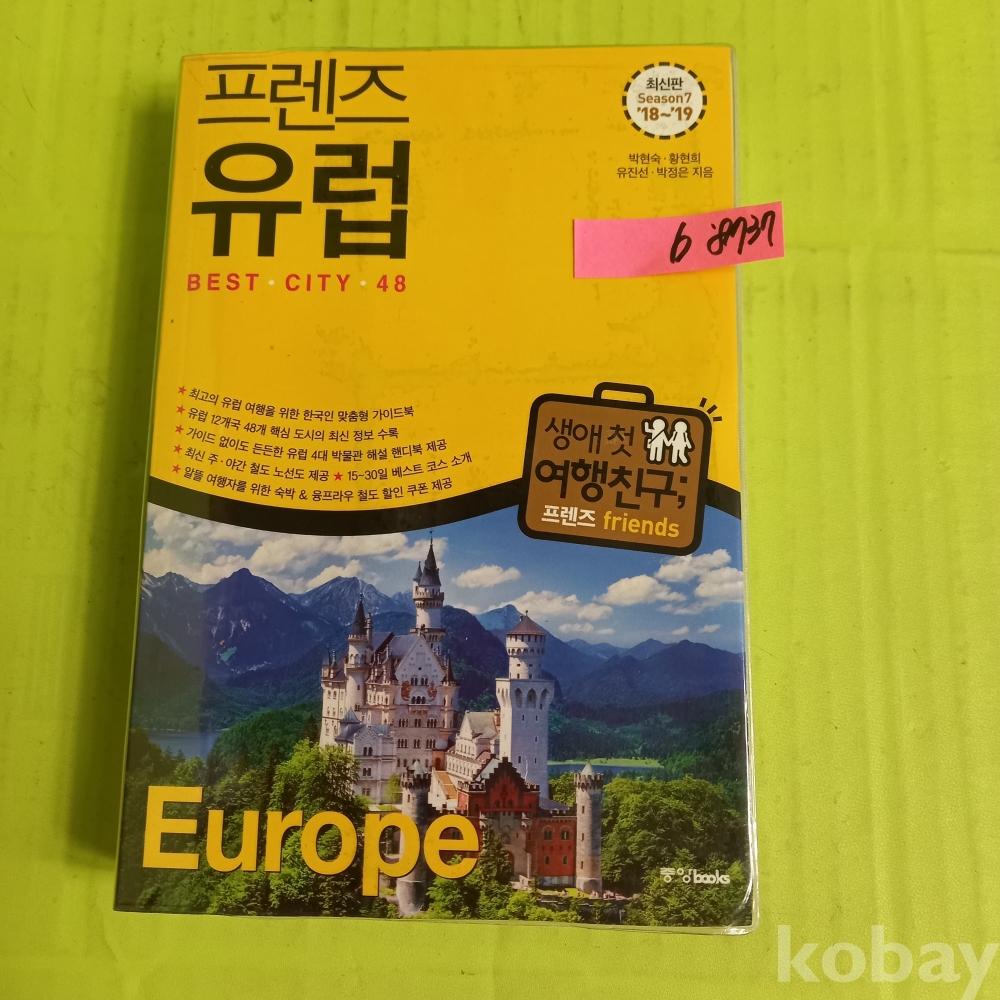 프렌즈
유럽
BEST · CITY · 48
최신판
Season7
'18~'19
박현숙 · 황현희
유진선 · 박정은 지음
6 8737
★ 최고의 유럽 여행을 위한 한국인 맞춤형 가이드북
★ 유럽 12개국 48개 핵심 도시의 최신 정보 수록
★ 가이드 없이도 든든한 유럽 4대 박물관 해설 핸디북 제공
★ 최신 주 · 야간 철도 노선도 제공 ★ 15~30일 베스트 코스 소개
★ 알뜰 여행자를 위한 숙박 & 융프라우 철도 할인 쿠폰 제공
생애 첫
여행친구;
프렌즈 friends
Europe
중앙books
kobay